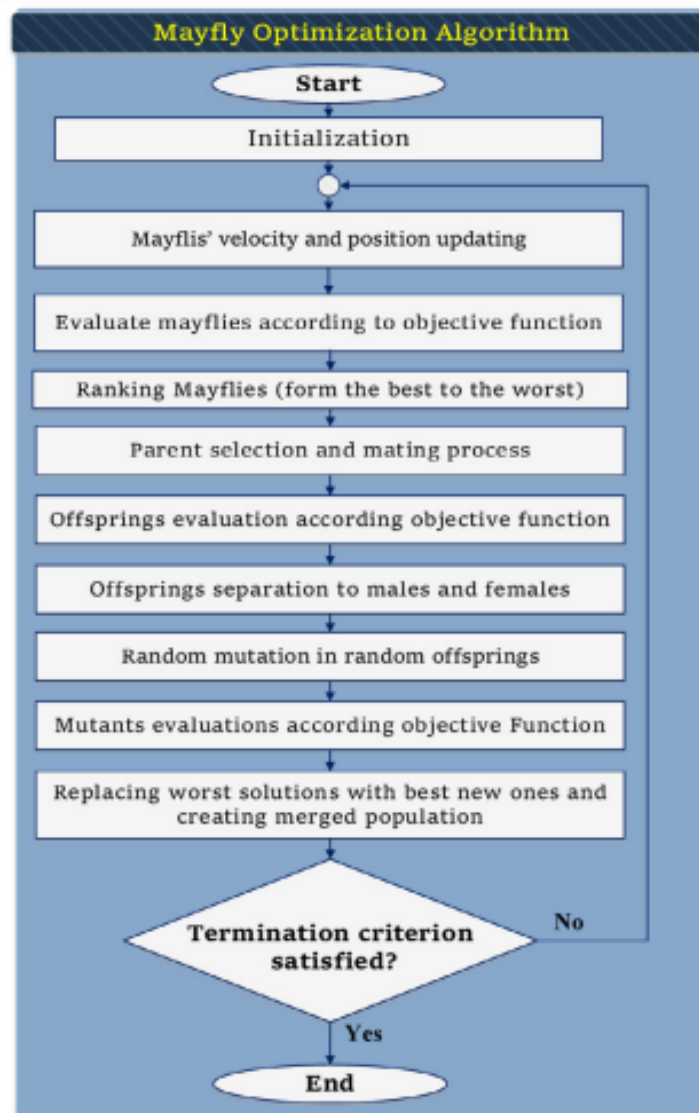 Mayfly Optimization Algorithm
Start
Initialization
Mayflis' velocity and position updating
Evaluate mayflies according to objective function
Ranking Mayflies (form the best to the worst)
Parent selection and mating process
Offsprings evaluation according objective function
Offsprings separation to males and females
Random mutation in random offsprings
Mutants evaluations according objective Function
Replacing worst solutions with best new ones and
creating merged population
Termination criterion
satisfied?
No
Yes
End